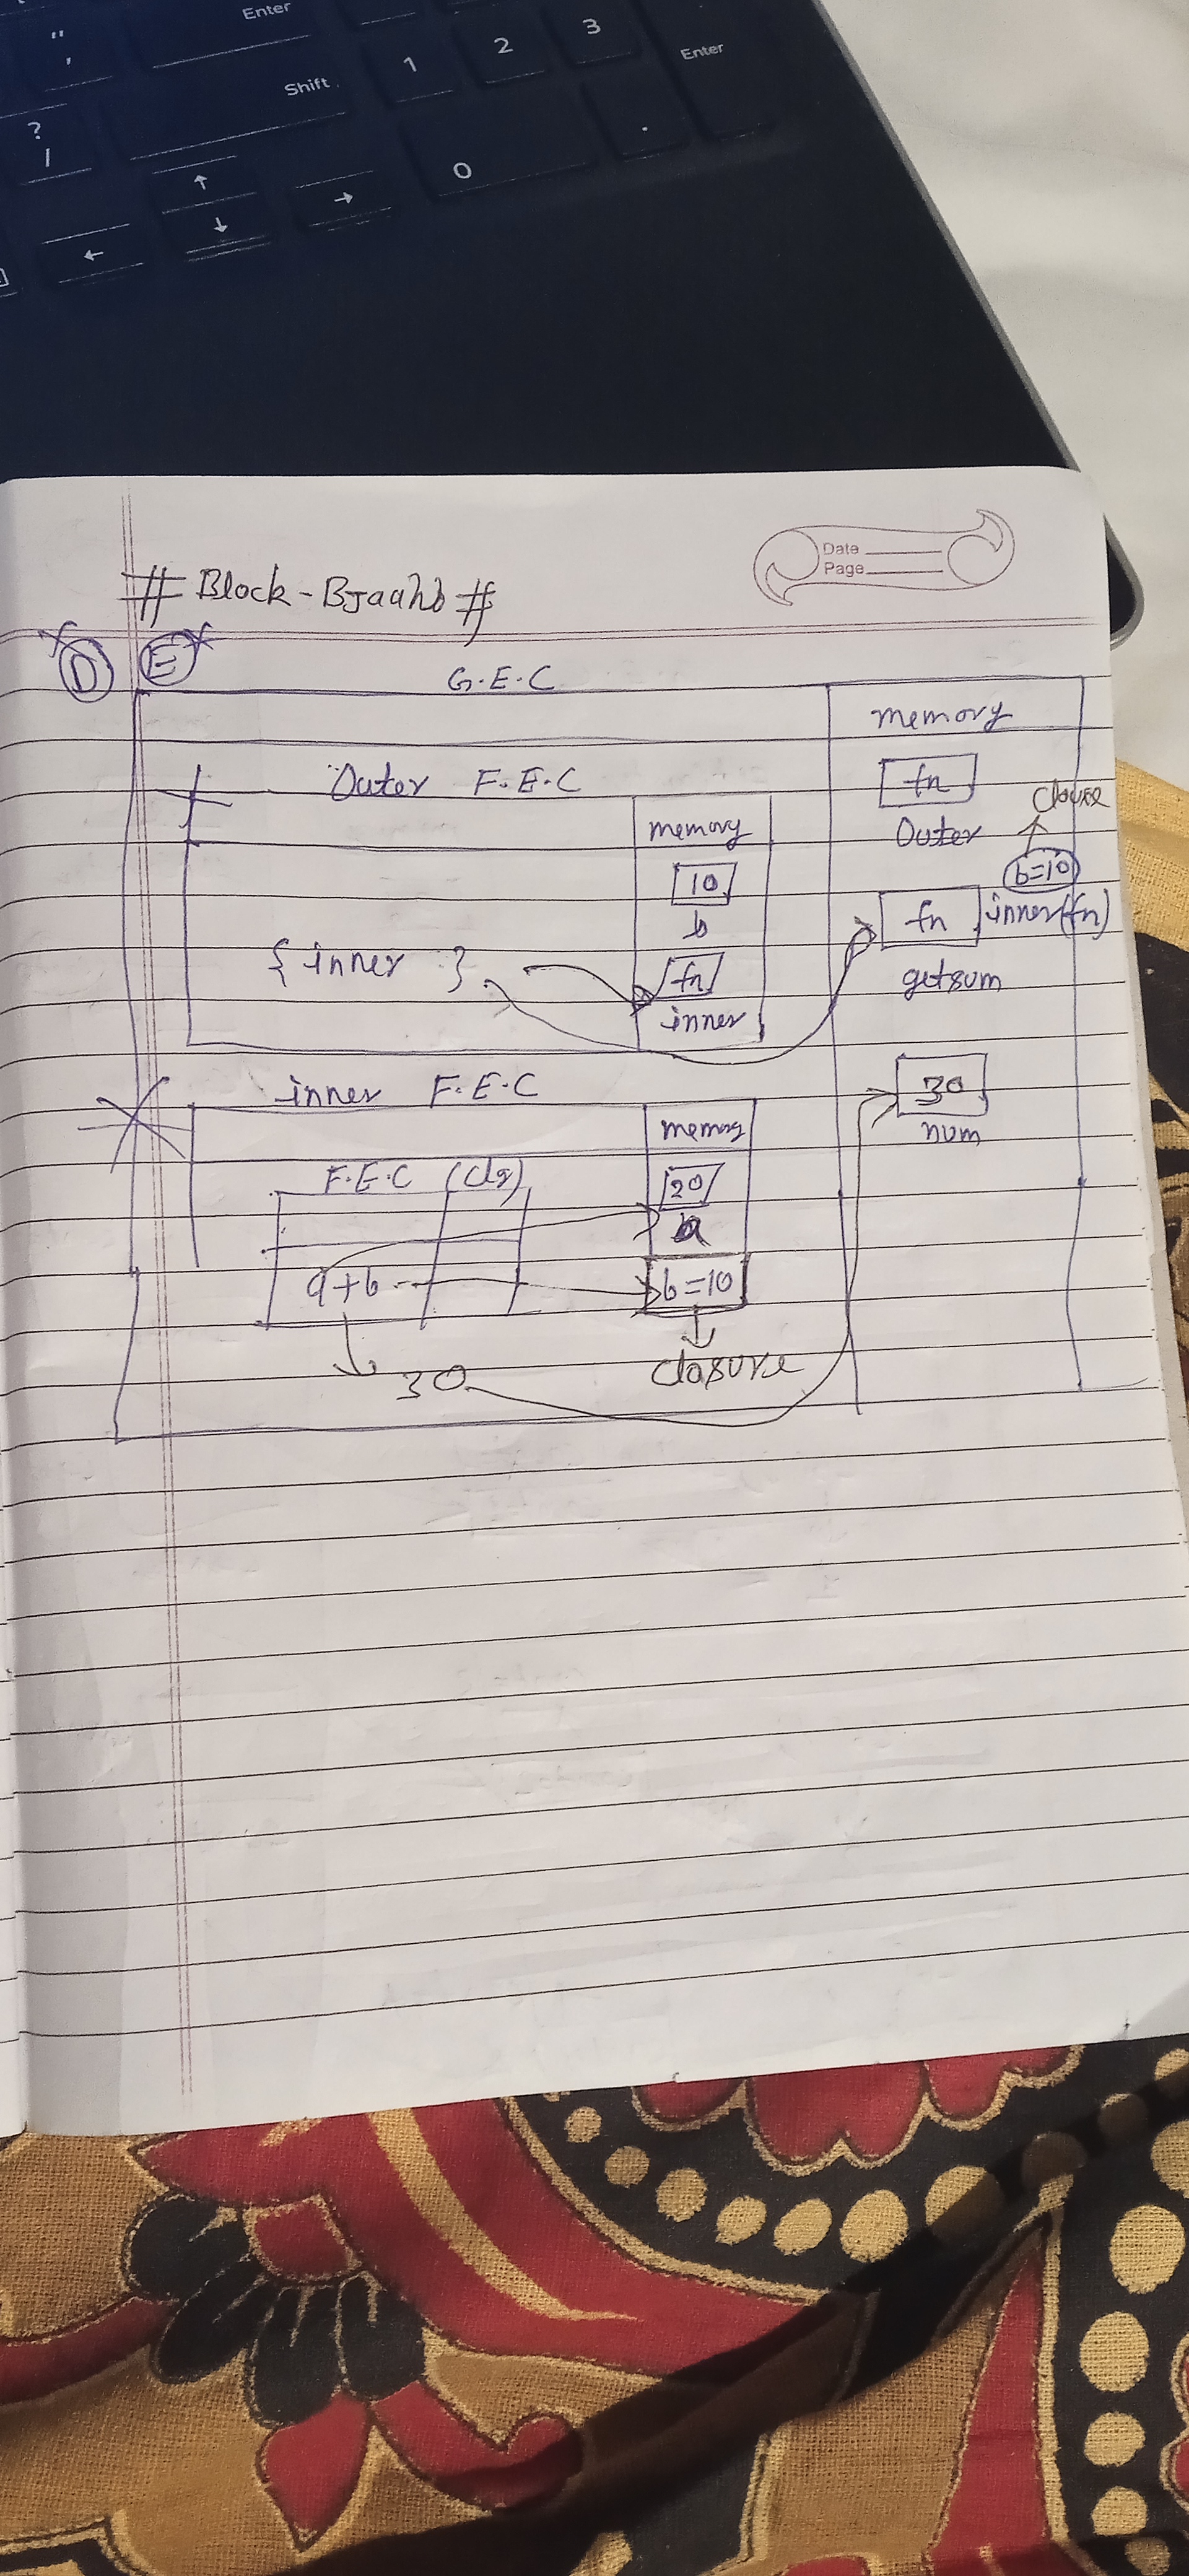 Enter
"
,
Shift
1
2
3
Enter
?
/
↑
0
.
←
↓
→
Date
Page
# Block - BJaahb #
D E
G.E.C
memory
Outer F.E.C
fn
closure
memory
Outer
b=10
10
b
fn inner(fn)
{ inner }
fn
getsum
inner
inner F.E.C
30
memory
num
F.E.C (clg)
20
a
a+b
b=10
30
closure